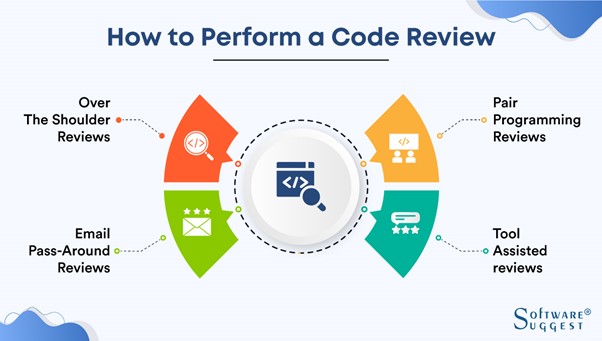 How to Perform a Code Review
Over
The Shoulder
Reviews
Pair
Programming
Reviews
</>
</>
</>
Email
Pass-Around
Reviews
Tool
Assisted
reviews
Software®
Suggest